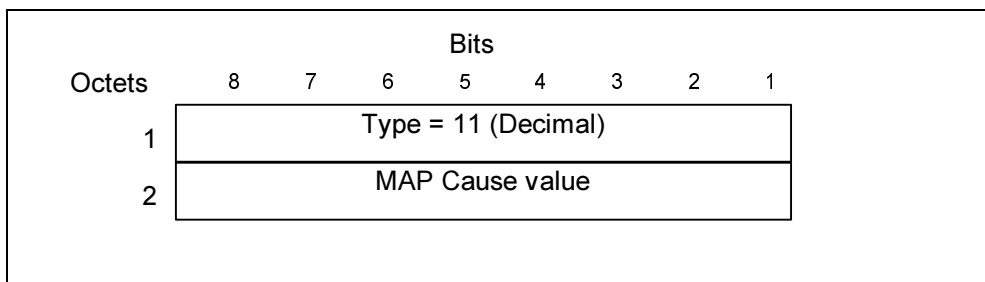 Bits
Octets 8 7 6 5 4 3 2 1
1 Type = 11 (Decimal)
2 MAP Cause value